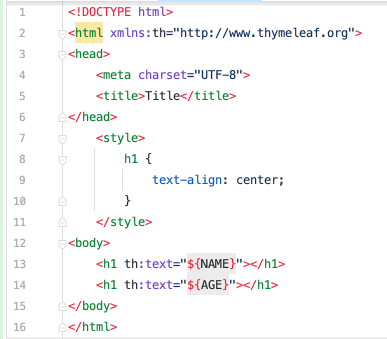 1 <!DOCTYPE html>
2 <html xmlns:th="http://www.thymeleaf.org">
3 <head>
4     <meta charset="UTF-8">
5     <title>Title</title>
6 </head>
7     <style>
8         h1 {
9             text-align: center;
10         }
11     </style>
12 <body>
13     <h1 th:text="${NAME}"></h1>
14     <h1 th:text="${AGE}"></h1>
15 </body>
16 </html>